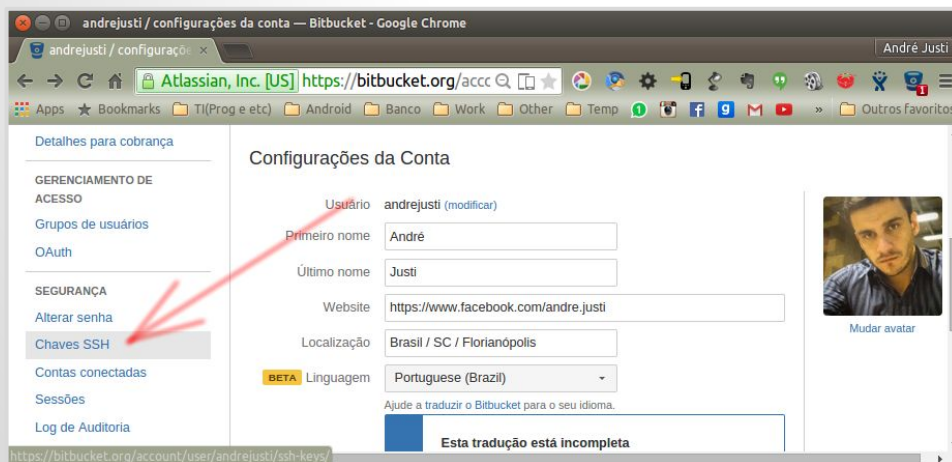 andrejusti / configurações da conta — Bitbucket - Google Chrome
andrejusti / configuraçõe
André Justi
Atlassian, Inc. [US] https://bitbucket.org/accc
Apps Bookmarks TI(Prog e etc) Android Banco Work Other Temp » Outros favoritos
Detalhes para cobrança
GERENCIAMENTO DE
ACESSO
Grupos de usuários
OAuth
SEGURANÇA
Alterar senha
Chaves SSH
Contas conectadas
Sessões
Log de Auditoria
https://bitbucket.org/account/user/andrejusti/ssh-keys/
Configurações da Conta
Usuário andrejusti (modificar)
Primeiro nome André
Último nome Justi
Website https://www.facebook.com/andre.justi
Localização Brasil / SC / Florianópolis
BETA Linguagem Portuguese (Brazil)
Ajude a traduzir o Bitbucket para o seu idioma.
Esta tradução está incompleta
Mudar avatar